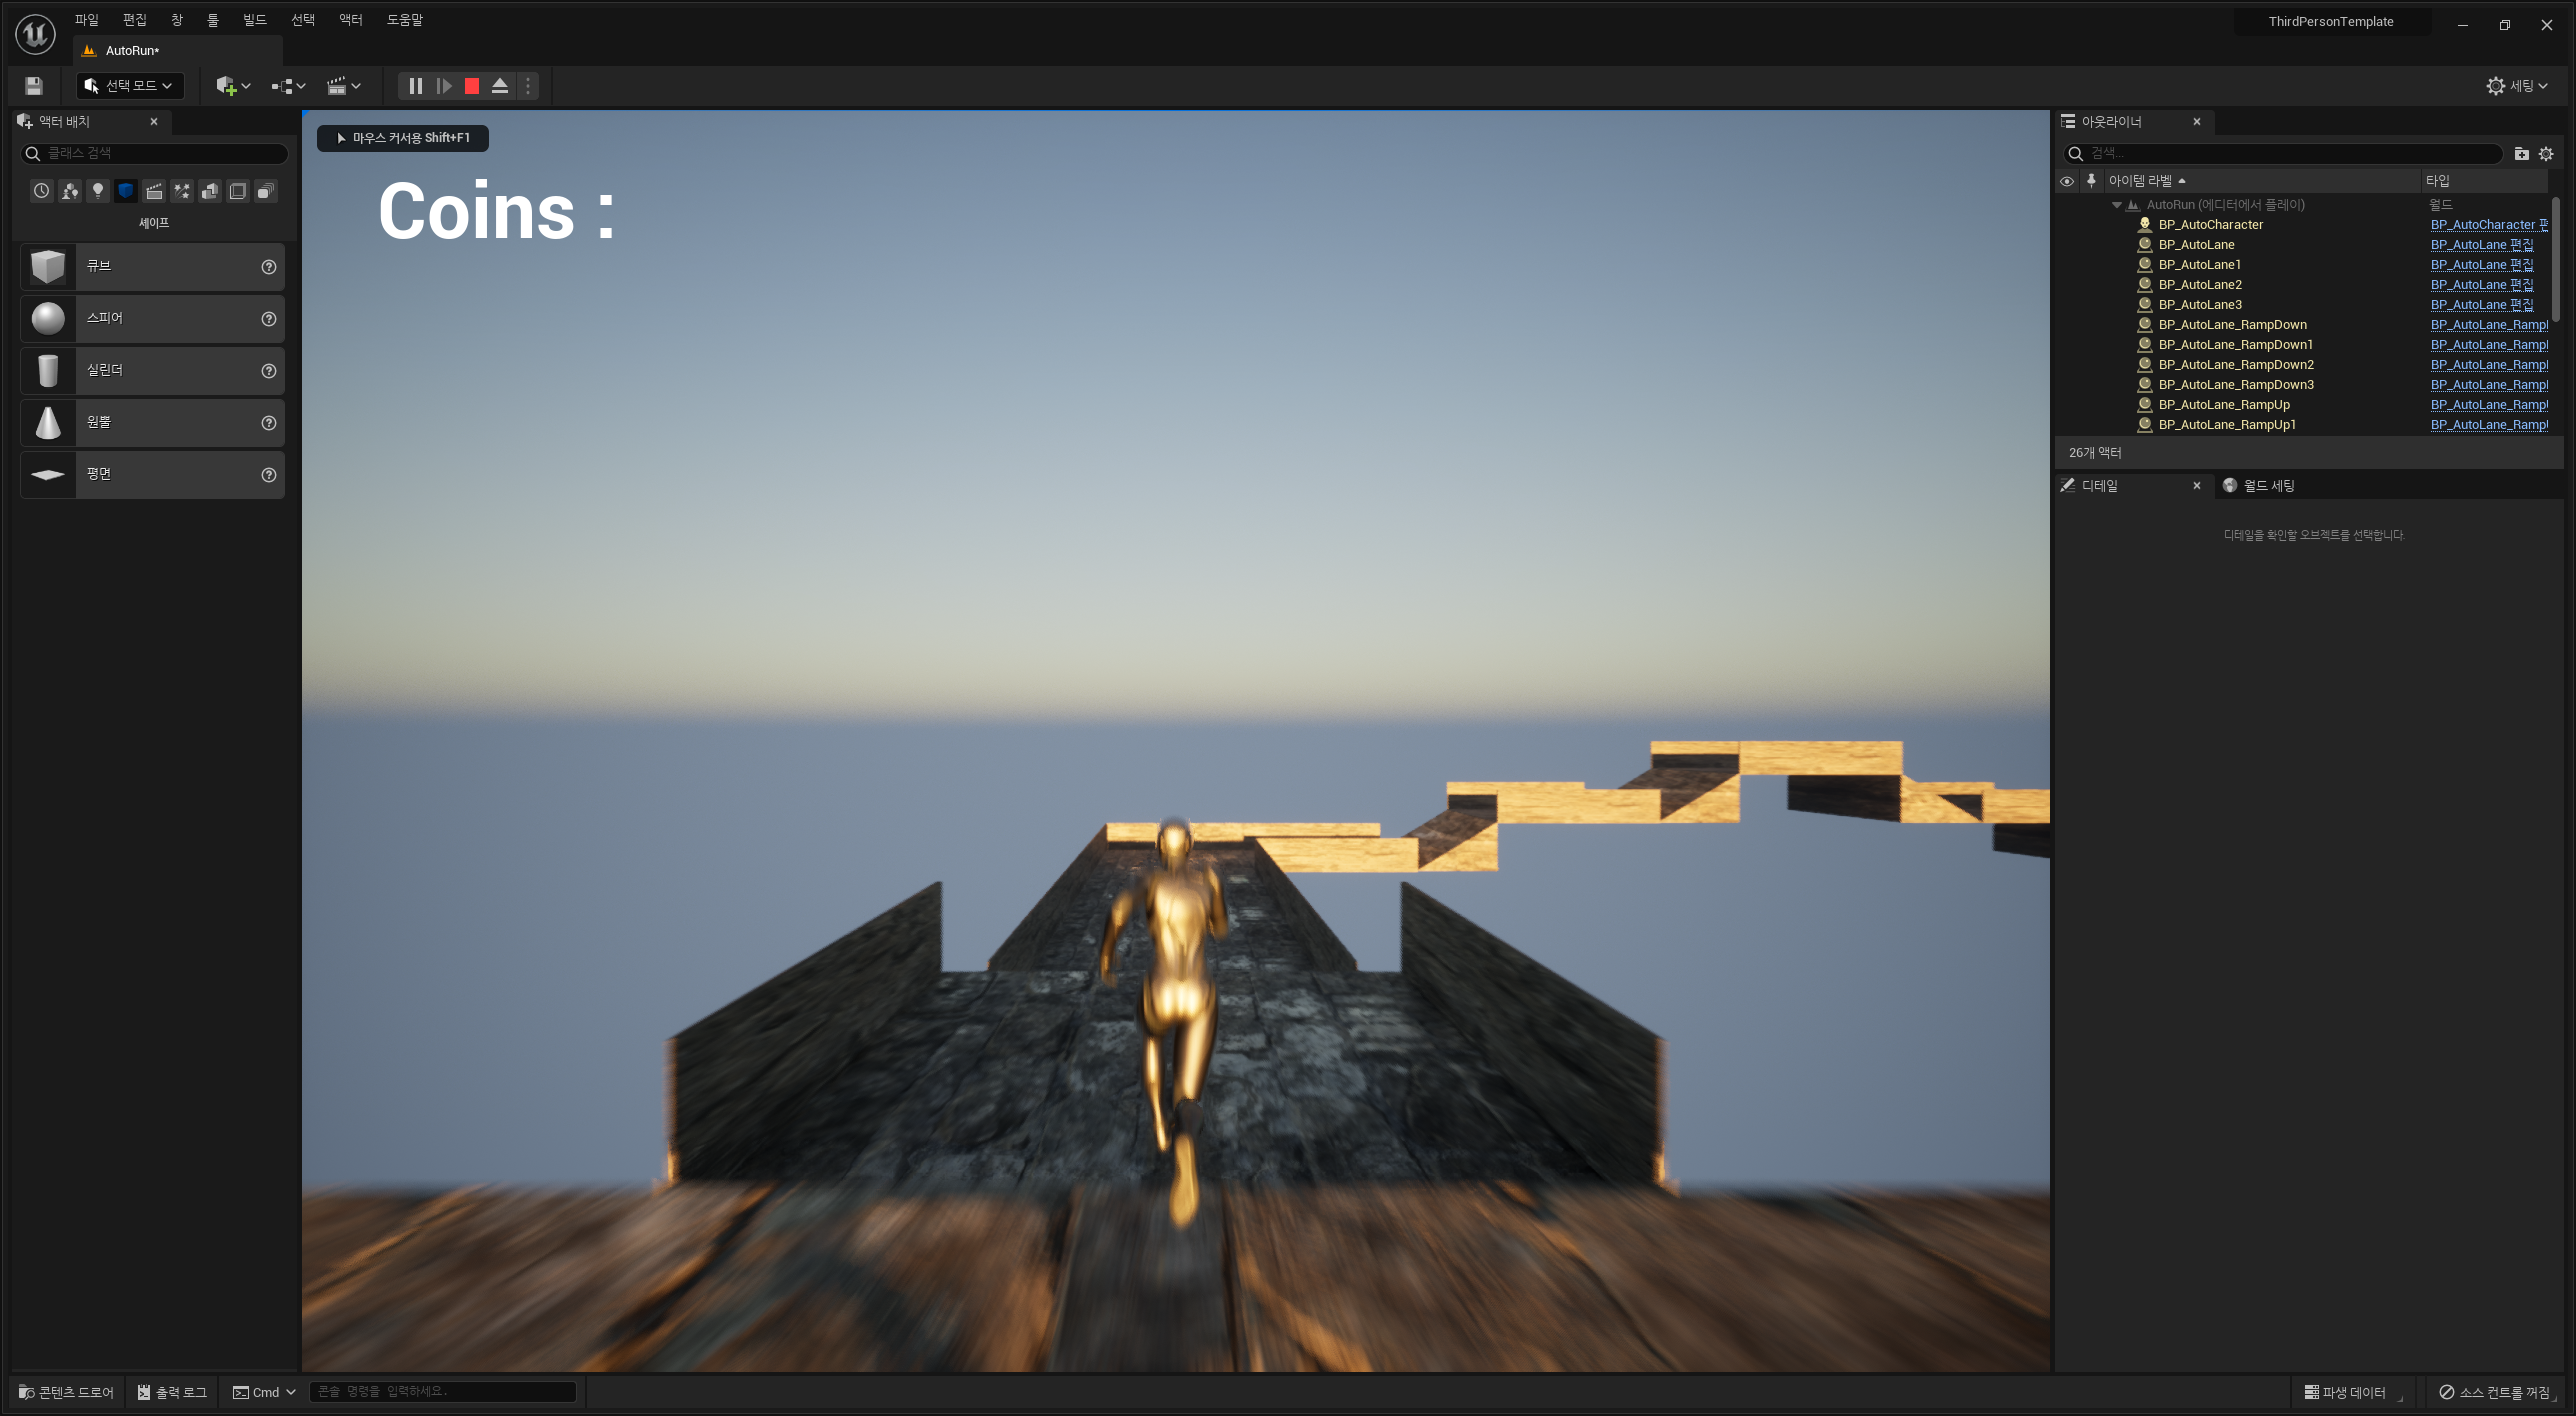 파일 편집 창 툴 빌드 선택 액터 도움말
ThirdPersonTemplate
AutoRun*
선택 모드
세팅
액터 배치
클래스 검색
셰이프
큐브
스피어
실린더
원뿔
평면
마우스 커서용 Shift+F1
Coins :
아웃라이너
검색...
아이템 라벨 타입
AutoRun (에디터에서 플레이) 월드
BP_AutoCharacter BP_AutoCharacter 편
BP_AutoLane BP_AutoLane 편집
BP_AutoLane1 BP_AutoLane 편집
BP_AutoLane2 BP_AutoLane 편집
BP_AutoLane3 BP_AutoLane 편집
BP_AutoLane_RampDown BP_AutoLane_Ramp
BP_AutoLane_RampDown1 BP_AutoLane_Ramp
BP_AutoLane_RampDown2 BP_AutoLane_Ramp
BP_AutoLane_RampDown3 BP_AutoLane_Ramp
BP_AutoLane_RampUp BP_AutoLane_Ramp
BP_AutoLane_RampUp1 BP_AutoLane_Ramp
26개 액터
디테일 월드 세팅
디테일을 확인할 오브젝트를 선택합니다.
콘텐츠 드로어 출력 로그 Cmd 콘솔 명령을 입력하세요.
파생 데이터 소스 컨트롤 꺼짐